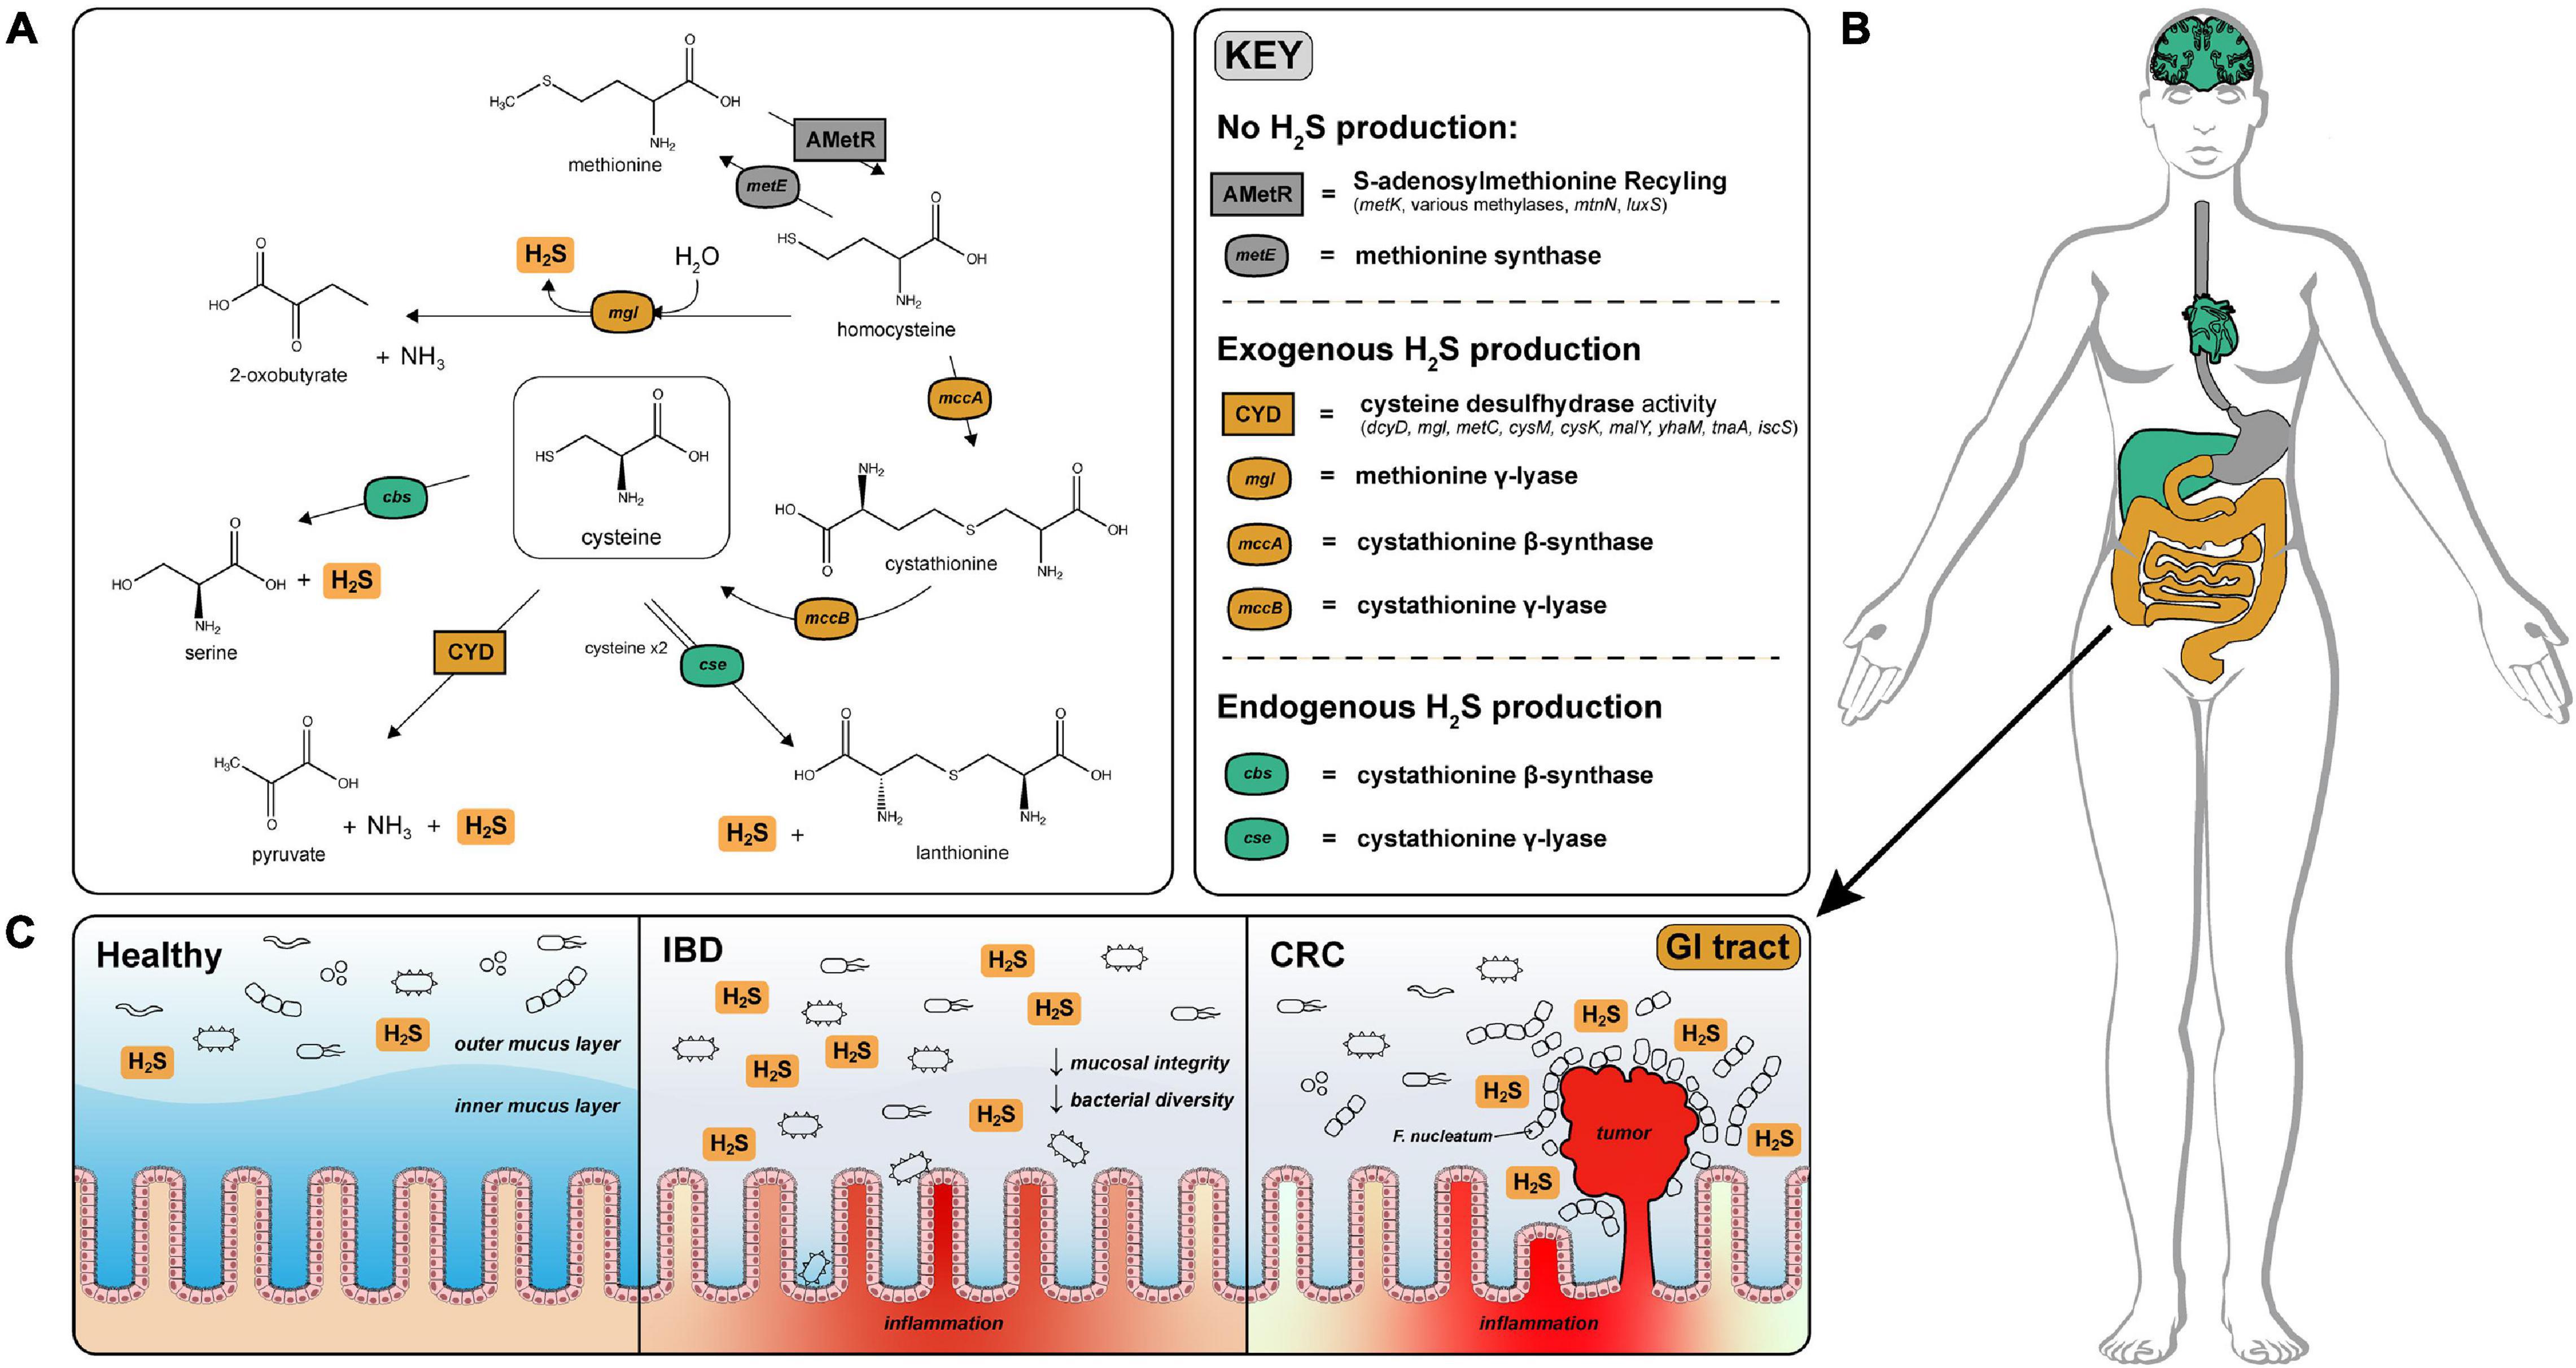 A
O
S
H₃C
OH
NH₂
methionine
AMetR
metE
O
HS
OH
NH₂
homocysteine
H₂S
H₂O
mgl
O
HO
O
2-oxobutyrate
+ NH₃
mccA
O
HS
OH
NH₂
cysteine
NH₂
O
HO
S
OH
O
NH₂
cystathionine
cbs
O
HO
OH
+ H₂S
NH₂
serine
mccB
CYD
cysteine x2
cse
O
H₃C
OH
O
pyruvate
+ NH₃ + H₂S
O
O
HO
S
OH
NH₂
NH₂
H₂S +
lanthionine
KEY
No H₂S production:
AMetR = S-adenosylmethionine Recyling
(metK, various methylases, mtnN, luxS)
metE = methionine synthase
Exogenous H₂S production
CYD = cysteine desulfhydrase activity
(dcyD, mgl, metC, cysM, cysK, malY, yhaM, tnaA, iscS)
mgl = methionine γ-lyase
mccA = cystathionine β-synthase
mccB = cystathionine γ-lyase
Endogenous H₂S production
cbs = cystathionine β-synthase
cse = cystathionine γ-lyase
B
C
Healthy
H₂S
H₂S
outer mucus layer
inner mucus layer
IBD
H₂S
H₂S
H₂S
H₂S
H₂S
H₂S
H₂S
↓ mucosal integrity
↓ bacterial diversity
inflammation
CRC
GI tract
H₂S
H₂S
H₂S
H₂S
H₂S
F. nucleatum
tumor
inflammation